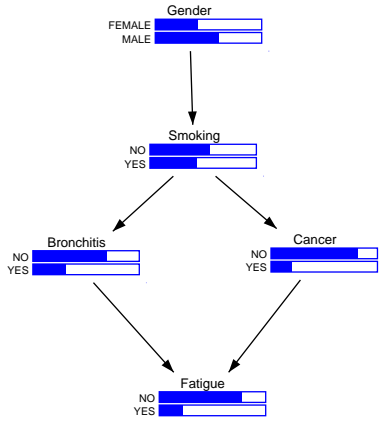 Gender
FEMALE
MALE
Smoking
NO
YES
Bronchitis
NO
YES
Cancer
NO
YES
Fatigue
NO
YES